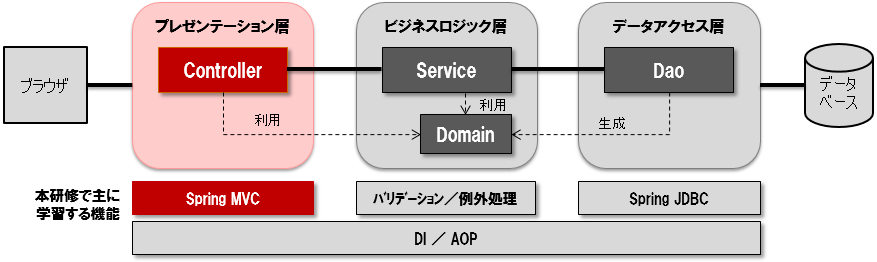 プレゼンテーション層
ビジネスロジック層
データアクセス層
ブラウザ
Controller
Service
Dao
データ
ベース
利用
利用
生成
Domain
本研修で主に
学習する機能
Spring MVC
バリデーション／例外処理
Spring JDBC
DI ／ AOP